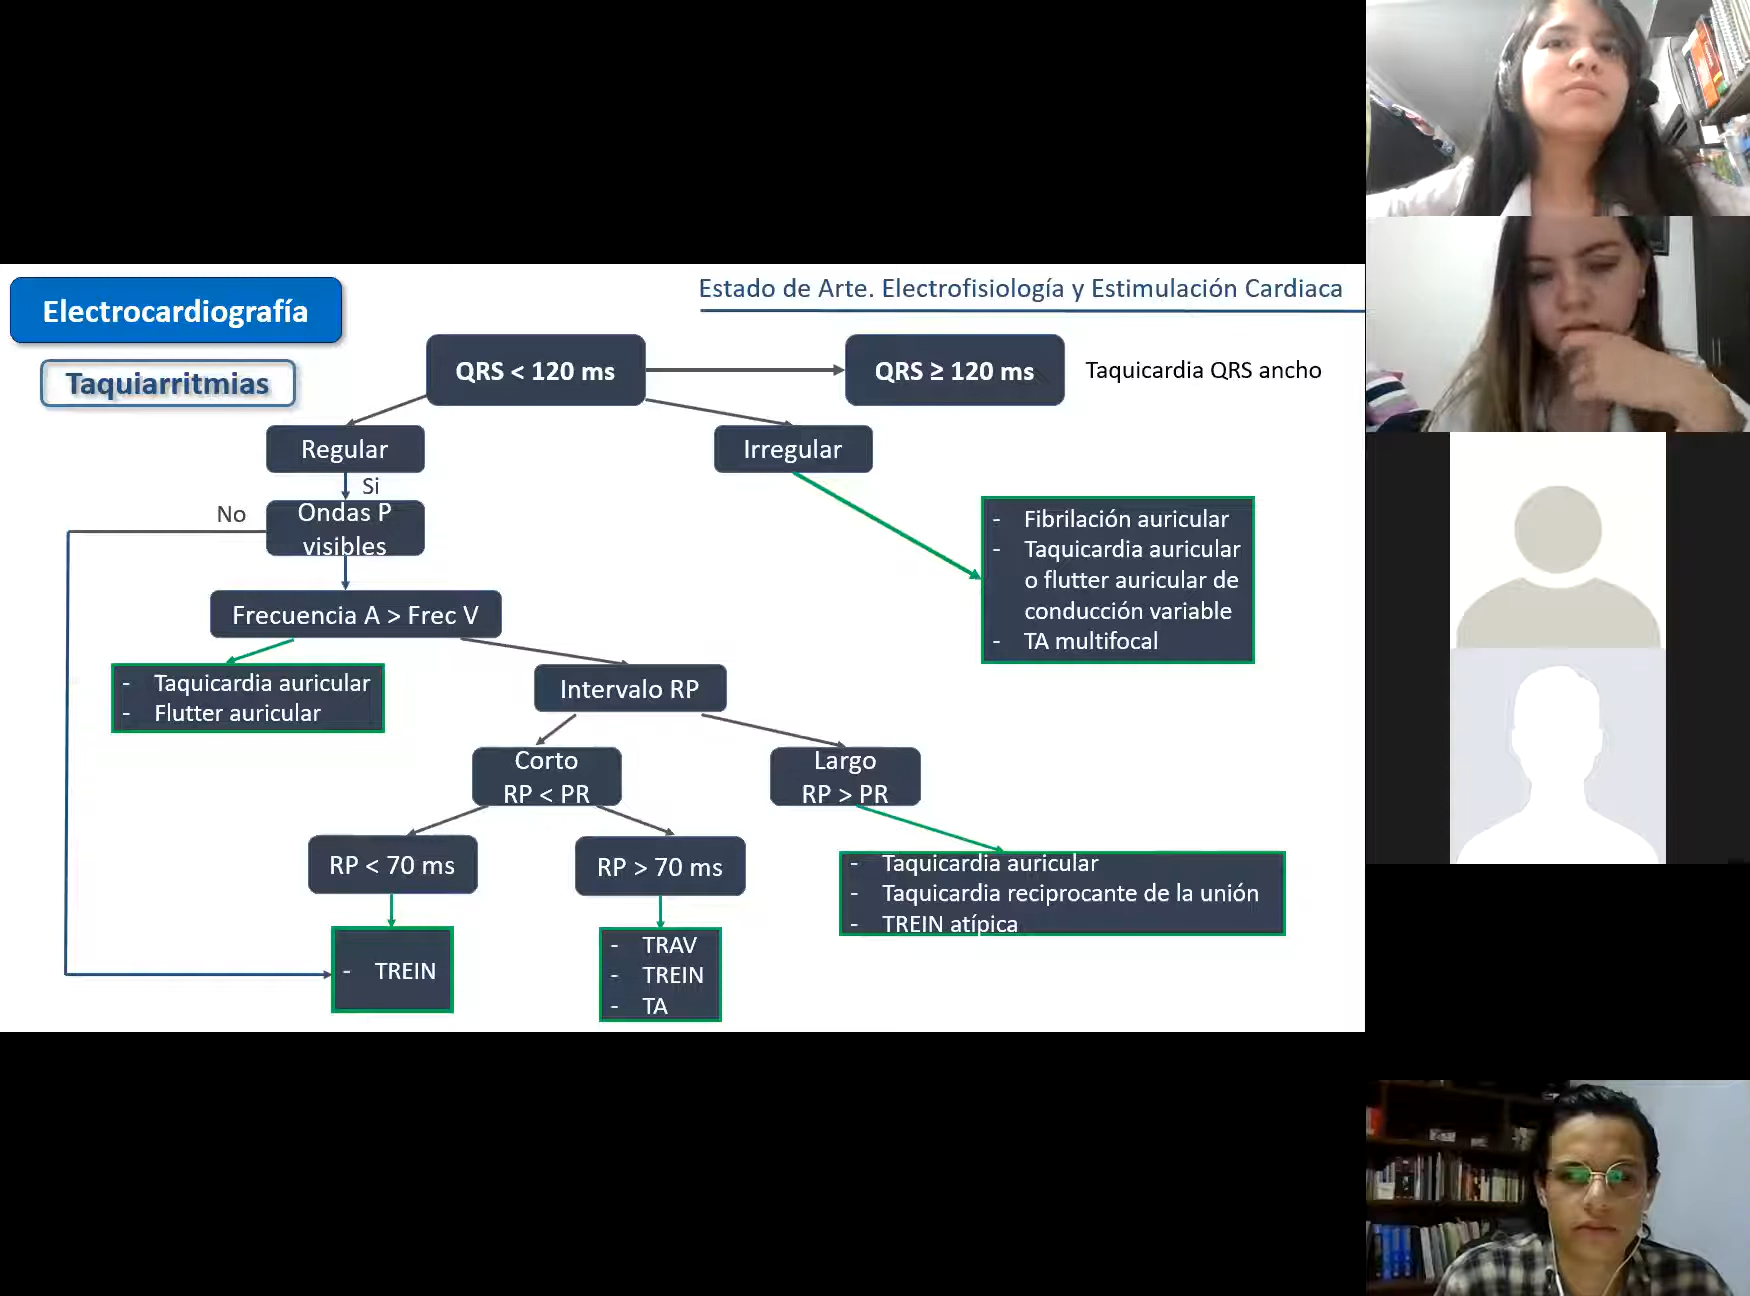 Estado de Arte. Electrofisiología y Estimulación Cardiaca
Electrocardiografía
Taquiarritmias
QRS < 120 ms
QRS ≥ 120 ms
Taquicardia QRS ancho
Regular
Irregular
Si
No
Ondas P
visibles
- Fibrilación auricular
- Taquicardia auricular
o flutter auricular de
conducción variable
- TA multifocal
Frecuencia A > Frec V
- Taquicardia auricular
- Flutter auricular
Intervalo RP
Corto
RP < PR
Largo
RP > PR
RP < 70 ms
RP > 70 ms
- Taquicardia auricular
- Taquicardia reciprocante de la unión
- TREIN atípica
- TREIN
- TRAV
- TREIN
- TA